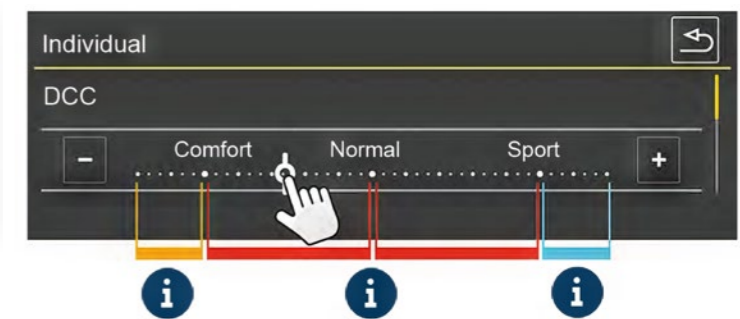 Individual
DCC
Comfort Normal Sport
- +
i i i